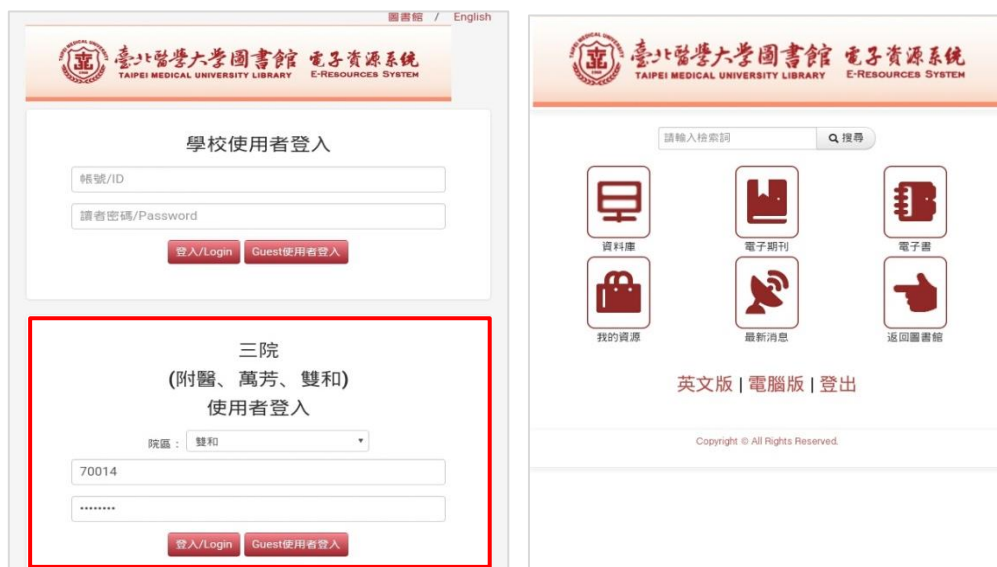 圖書館 / English
臺北醫學大學圖書館 電子資源系統
TAIPEI MEDICAL UNIVERSITY LIBRARY E-RESOURCES SYSTEM
學校使用者登入
帳號/ID
讀者密碼/Password
登入/Login Guest使用者登入
三院
(附醫、萬芳、雙和)
使用者登入
院區： 雙和
70014
••••••••
登入/Login Guest使用者登入
臺北醫學大學圖書館 電子資源系統
TAIPEI MEDICAL UNIVERSITY LIBRARY E-RESOURCES SYSTEM
請輸入檢索詞 搜尋
資料庫 電子期刊 電子書
我的資源 最新消息 返回圖書館
英文版 | 電腦版 | 登出
Copyright © All Rights Reserved.